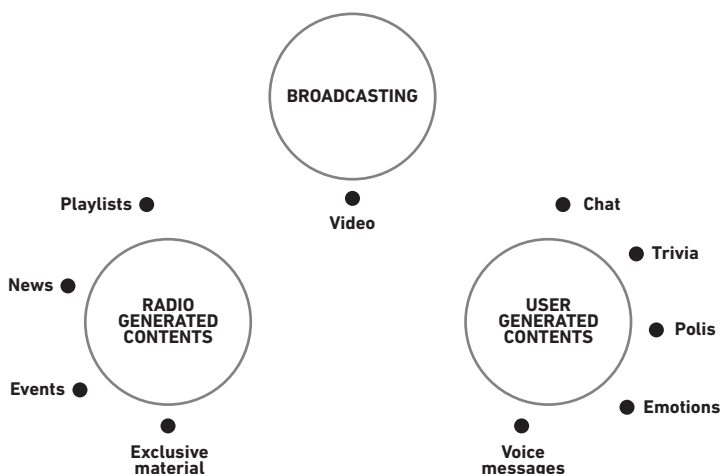 BROADCASTING
Video
Playlists
News
Events
Exclusive
material
RADIO
GENERATED
CONTENTS
Chat
Trivia
Polis
Emotions
Voice
messages
USER
GENERATED
CONTENTS